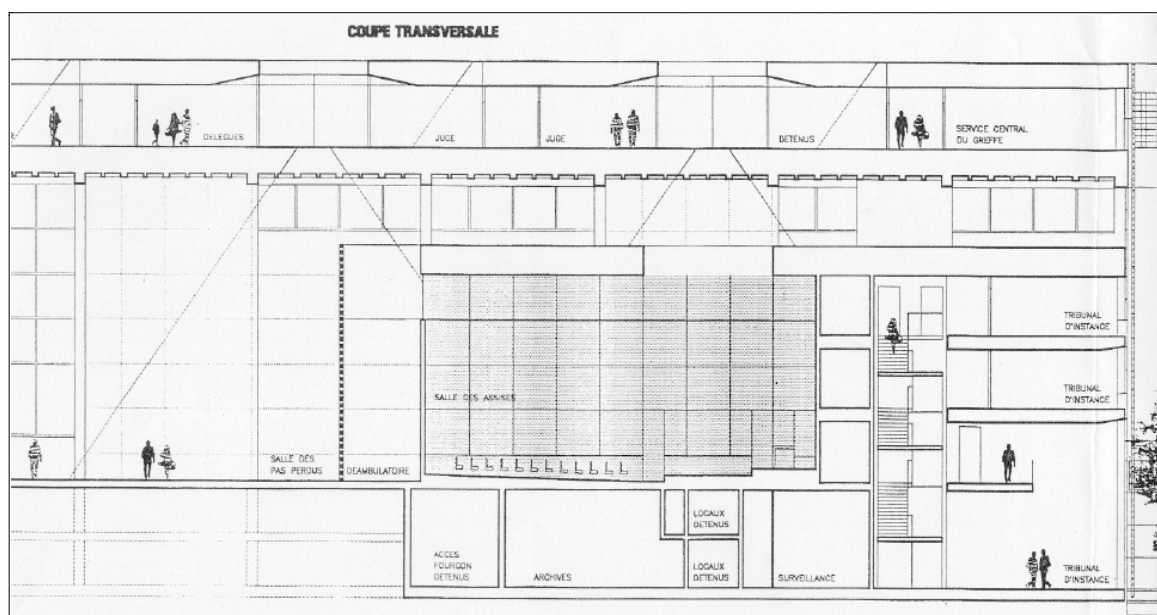 COUPE TRANSVERSALE
DELEGUES
JUGE
JUGE
DETENUS
SERVICE CENTRAL
DU GREFFE
TRIBUNAL
D'INSTANCE
TRIBUNAL
D'INSTANCE
SALLE DES ASSISES
SALLE DES
PAS PERDUS
DEAMBULATOIRE
LOCAUX
DETENUS
ACCES
FOURGON
DETENUS
ARCHIVES
LOCAUX
DETENUS
SURVEILLANCE
TRIBUNAL
D'INSTANCE